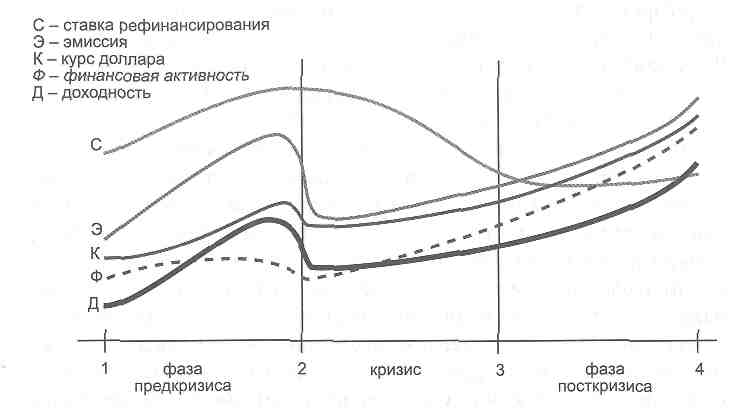 С – ставка рефинансирования
Э – эмиссия
К – курс доллара
Ф – финансовая активность
Д – доходность
С
Э
К
Ф
Д
1 фаза предкризиса 2 кризис 3 фаза посткризиса 4